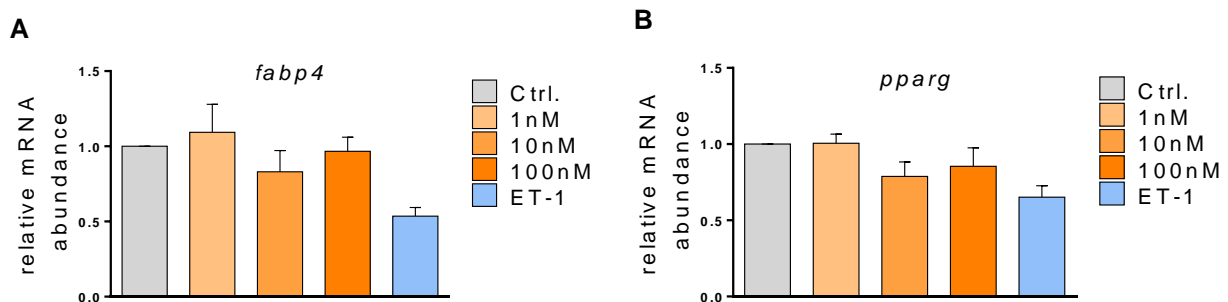 A
fabp4
relative mRNA
abundance
1.5
1.0
0.5
0.0
Ctrl.
1nM
10nM
100nM
ET-1
B
pparg
relative mRNA
abundance
1.5
1.0
0.5
0.0
Ctrl.
1nM
10nM
100nM
ET-1